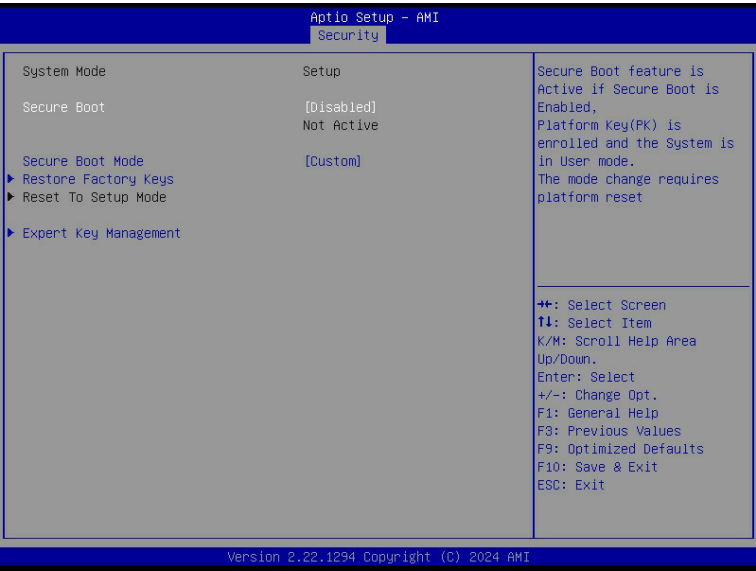 Aptio Setup – AMI
Security
System Mode Setup
Secure Boot [Disabled]
Not Active
Secure Boot Mode [Custom]
▶ Restore Factory Keys
▶ Reset To Setup Mode
▶ Expert Key Management
Secure Boot feature is
Active if Secure Boot is
Enabled,
Platform Key(PK) is
enrolled and the System is
in User mode.
The mode change requires
platform reset
→←: Select Screen
↑↓: Select Item
K/M: Scroll Help Area
Up/Down.
Enter: Select
+/-: Change Opt.
F1: General Help
F3: Previous Values
F9: Optimized Defaults
F10: Save & Exit
ESC: Exit
Version 2.22.1294 Copyright (C) 2024 AMI